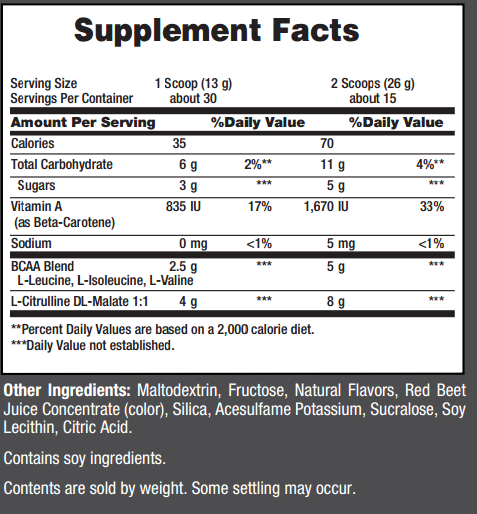 Supplement Facts
Serving Size 1 Scoop (13 g) 2 Scoops (26 g)
Servings Per Container about 30 about 15
Amount Per Serving %Daily Value %Daily Value
Calories 35 70
Total Carbohydrate 6 g 2%** 11 g 4%**
Sugars 3 g *** 5 g ***
Vitamin A 835 IU 17% 1,670 IU 33%
(as Beta-Carotene)
Sodium 0 mg <1% 5 mg <1%
BCAA Blend 2.5 g *** 5 g ***
L-Leucine, L-Isoleucine, L-Valine
L-Citrulline DL-Malate 1:1 4 g *** 8 g ***
**Percent Daily Values are based on a 2,000 calorie diet.
***Daily Value not established.
Other Ingredients: Maltodextrin, Fructose, Natural Flavors, Red Beet
Juice Concentrate (color), Silica, Acesulfame Potassium, Sucralose, Soy
Lecithin, Citric Acid.
Contains soy ingredients.
Contents are sold by weight. Some settling may occur.